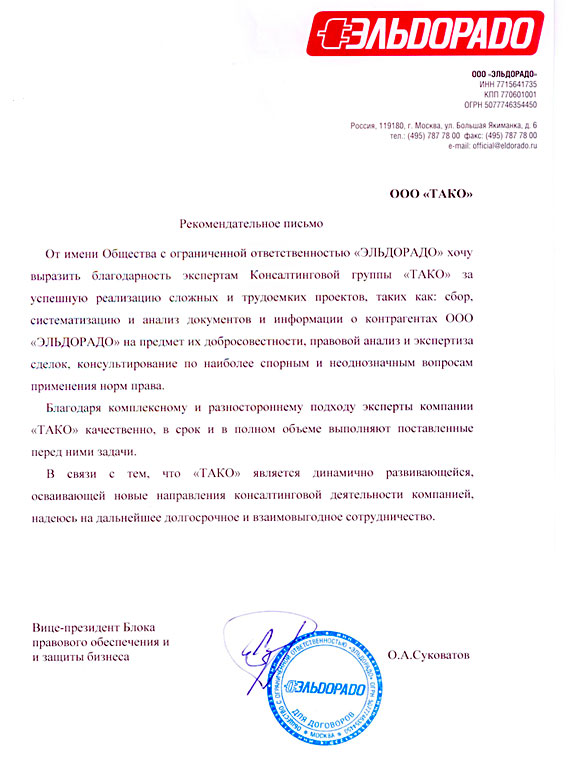 ЭЛЬДОРАДО
ООО «ЭЛЬДОРАДО»
ИНН 7715641735
КПП 770601001
ОГРН 5077746354450
Россия, 119180, г. Москва, ул. Большая Якиманка, д. 6
тел.: (495) 787 78 00 факс: (495) 787 78 00
e-mail: official@eldorado.ru
ООО «ТАКО»
Рекомендательное письмо
От имени Общества с ограниченной ответственностью «ЭЛЬДОРАДО» хочу
выразить благодарность экспертам Консалтинговой группы «ТАКО» за
успешную реализацию сложных и трудоемких проектов, таких как: сбор,
систематизацию и анализ документов и информации о контрагентах ООО
«ЭЛЬДОРАДО» на предмет их добросовестности, правовой анализ и экспертиза
сделок, консультирование по наиболее спорным и неоднозначным вопросам
применения норм права.
Благодаря комплексному и разностороннему подходу эксперты компании
«ТАКО» качественно, в срок и в полном объеме выполняют поставленные
перед ними задачи.
В связи с тем, что «ТАКО» является динамично развивающейся,
осваивающей новые направления консалтинговой деятельности компанией,
надеюсь на дальнейшее долгосрочное и взаимовыгодное сотрудничество.
Вице-президент Блока
правового обеспечения и
и защиты бизнеса
О.А.Суковатов
ОБЩЕСТВО С ОГРАНИЧЕННОЙ ОТВЕТСТВЕННОСТЬЮ «ЭЛЬДОРАДО» ОГРН 5077746354450
ЭЛЬДОРАДО
ДЛЯ ДОГОВОРОВ
МОСКВА